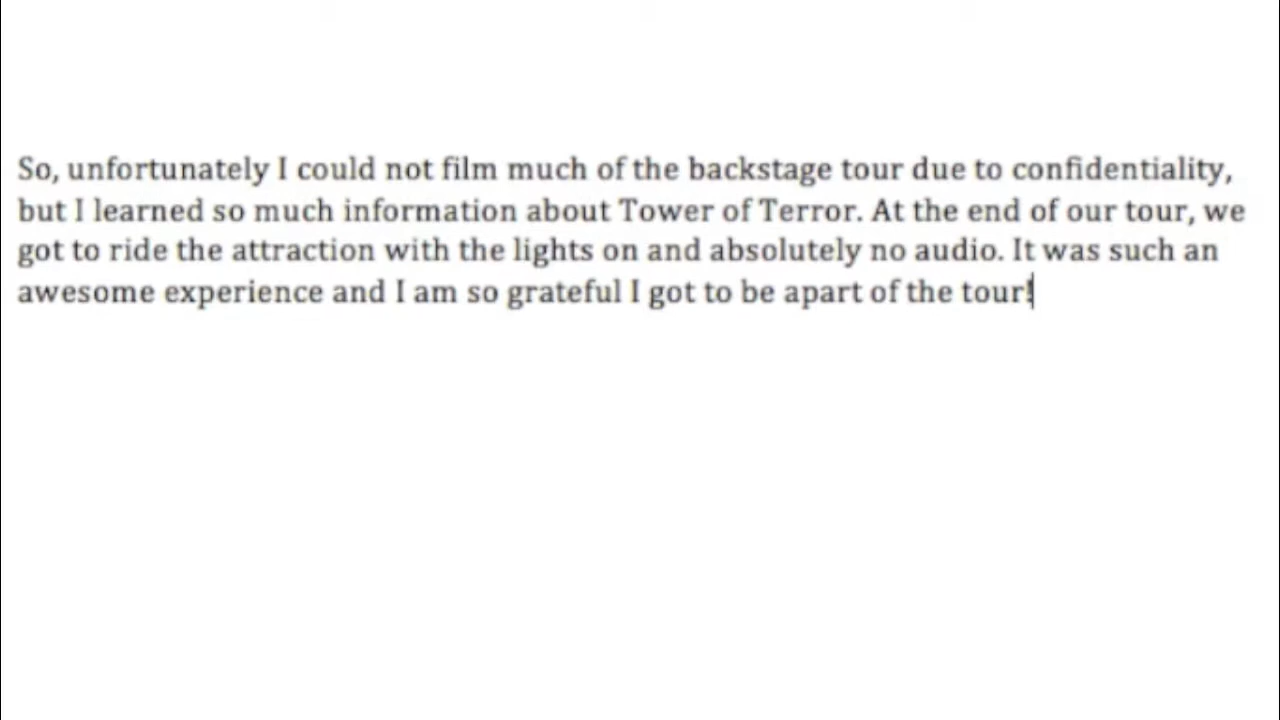 So, unfortunately I could not film much of the backstage tour due to confidentiality,
but I learned so much information about Tower of Terror. At the end of our tour, we
got to ride the attraction with the lights on and absolutely no audio. It was such an
awesome experience and I am so grateful I got to be apart of the tour!